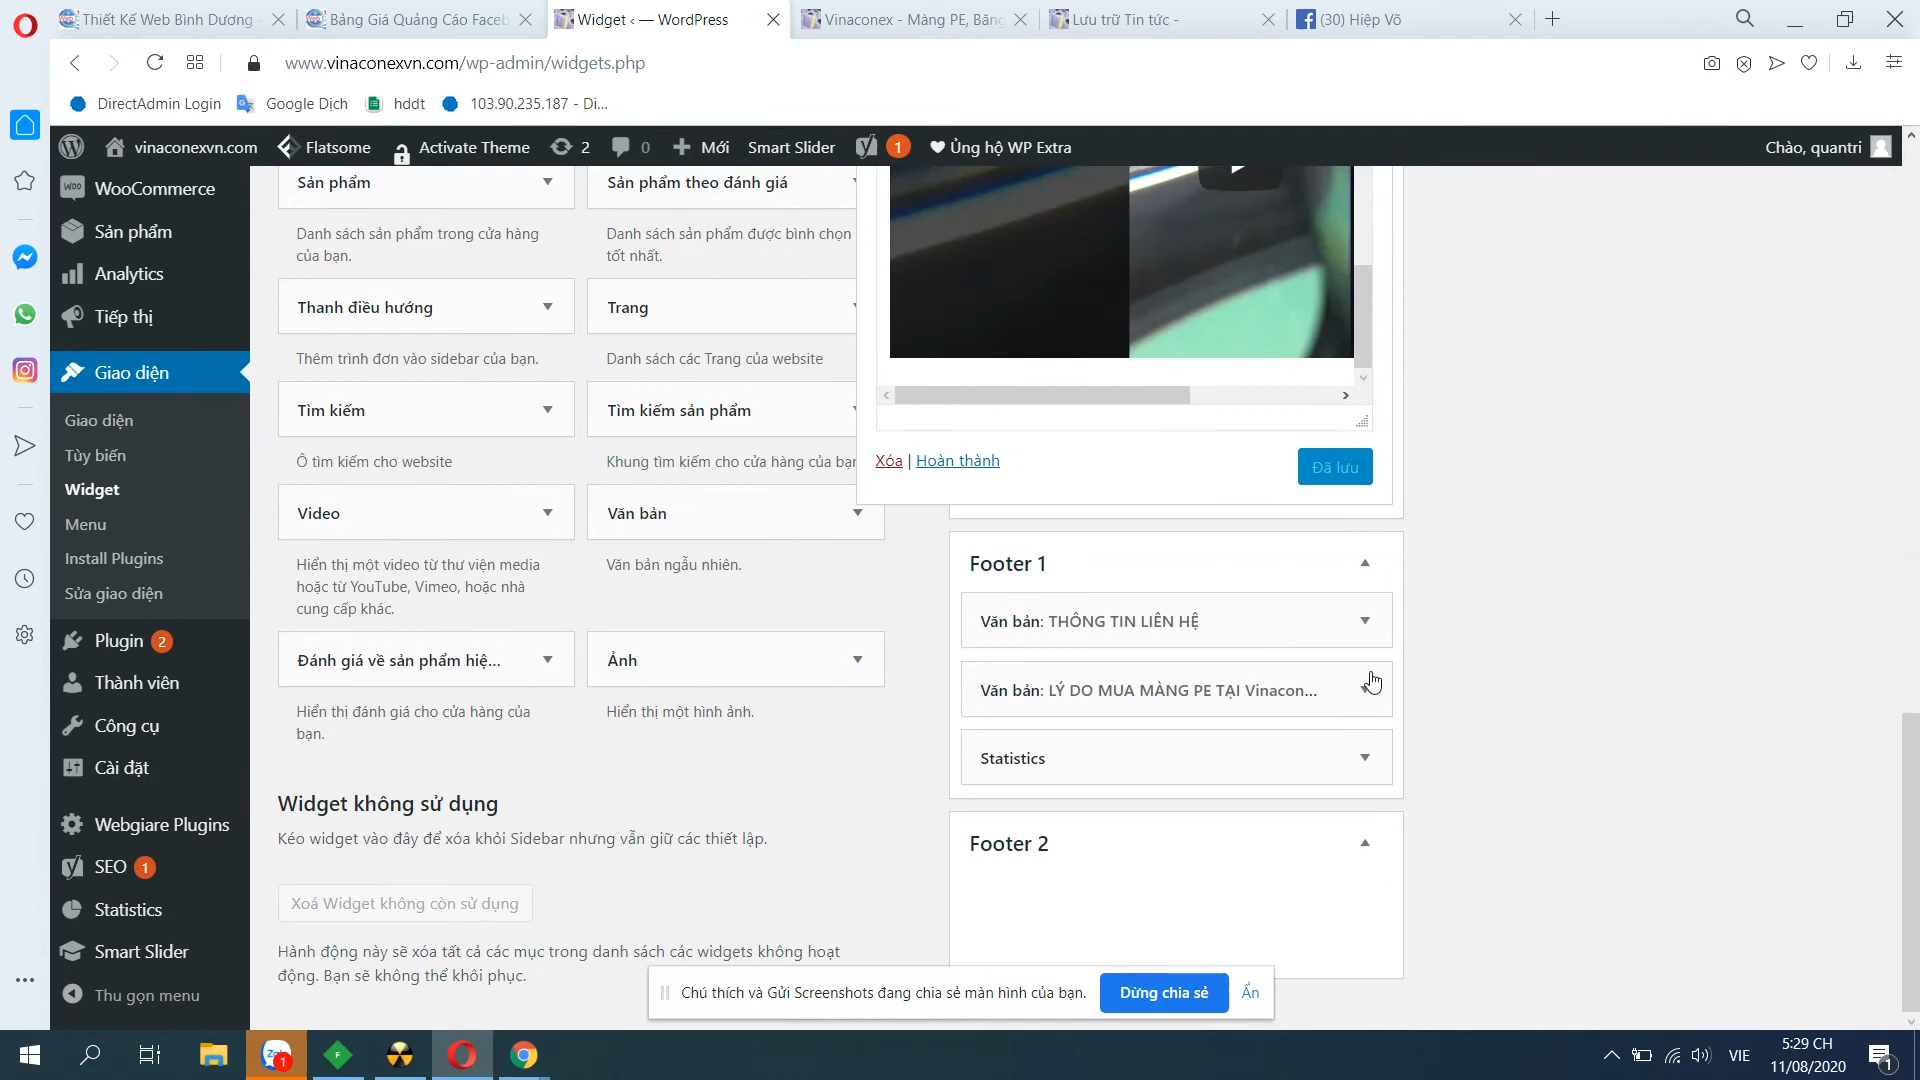 Thiết Kế Web Bình Dương -
Bảng Giá Quảng Cáo Faceb
Widget ‹ — WordPress
Vinaconex - Màng PE, Băng
Lưu trữ Tin tức -
(30) Hiệp Võ
www.vinaconexvn.com/wp-admin/widgets.php
DirectAdmin Login
Google Dịch
hddt
103.90.235.187 - Di...
vinaconexvn.com
Flatsome
Activate Theme
2
0
Mới
Smart Slider
1
Ủng hộ WP Extra
Chào, quantri
WooCommerce
Sản phẩm
Analytics
Tiếp thị
Giao diện
Giao diện
Tùy biến
Widget
Menu
Install Plugins
Sửa giao diện
Plugin 2
Thành viên
Công cụ
Cài đặt
Webgiare Plugins
SEO 1
Statistics
Smart Slider
Thu gọn menu
Sản phẩm
Danh sách sản phẩm trong cửa hàng
của bạn.
Sản phẩm theo đánh giá
Danh sách sản phẩm được bình chọn
tốt nhất.
Thanh điều hướng
Thêm trình đơn vào sidebar của bạn.
Trang
Danh sách các Trang của website
Tìm kiếm
Ô tìm kiếm cho website
Tìm kiếm sản phẩm
Khung tìm kiếm cho cửa hàng của bạn
Video
Hiển thị một video từ thư viện media
hoặc từ YouTube, Vimeo, hoặc nhà
cung cấp khác.
Văn bản
Văn bản ngẫu nhiên.
Đánh giá về sản phẩm hiệ...
Hiển thị đánh giá cho cửa hàng của
bạn.
Ảnh
Hiển thị một hình ảnh.
Widget không sử dụng
Kéo widget vào đây để xóa khỏi Sidebar nhưng vẫn giữ các thiết lập.
Xoá Widget không còn sử dụng
Hành động này sẽ xóa tất cả các mục trong danh sách các widgets không hoạt
động. Bạn sẽ không thể khôi phục.
Xóa | Hoàn thành
Đã lưu
Footer 1
Văn bản: THÔNG TIN LIÊN HỆ
Văn bản: LÝ DO MUA MÀNG PE TẠI Vinacon...
Statistics
Footer 2
Chú thích và Gửi Screenshots đang chia sẻ màn hình của bạn.
Dừng chia sẻ
Ẩn
VIE
5:29 CH
11/08/2020
1